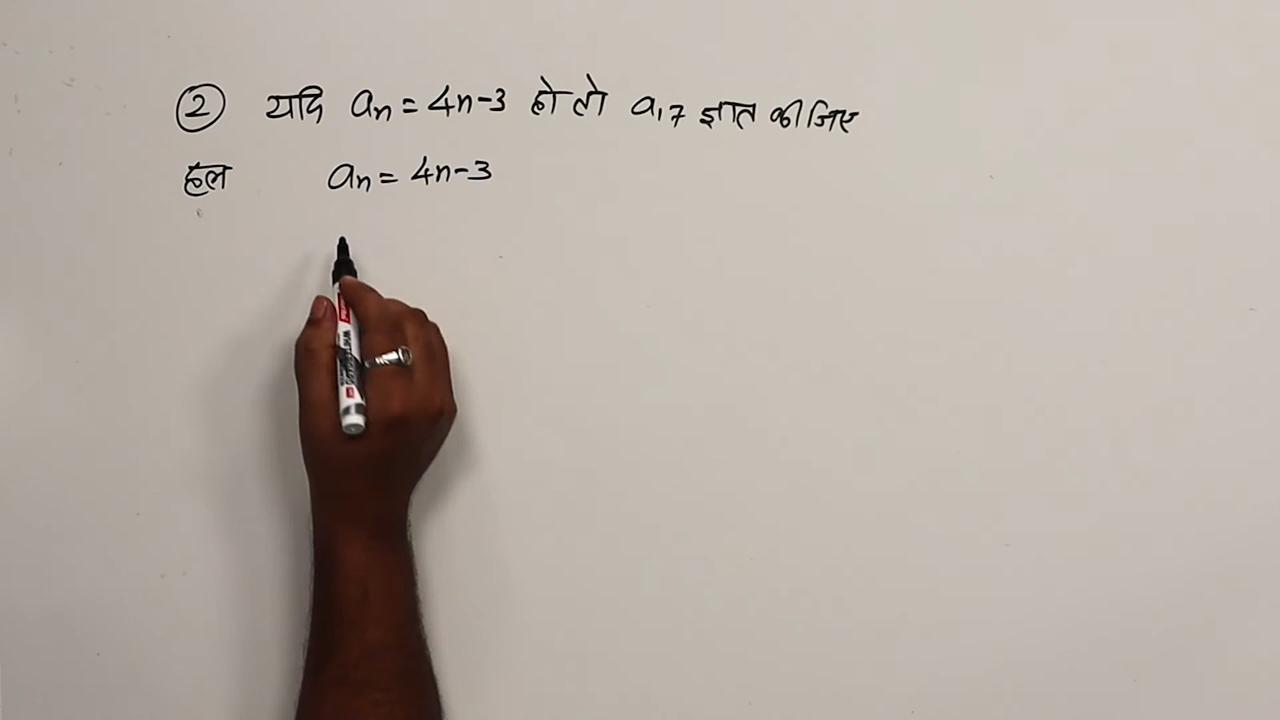 ② यदि aₙ = 4n-3 हो तो a₁₇ ज्ञात कीजिए
हल aₙ = 4n-3